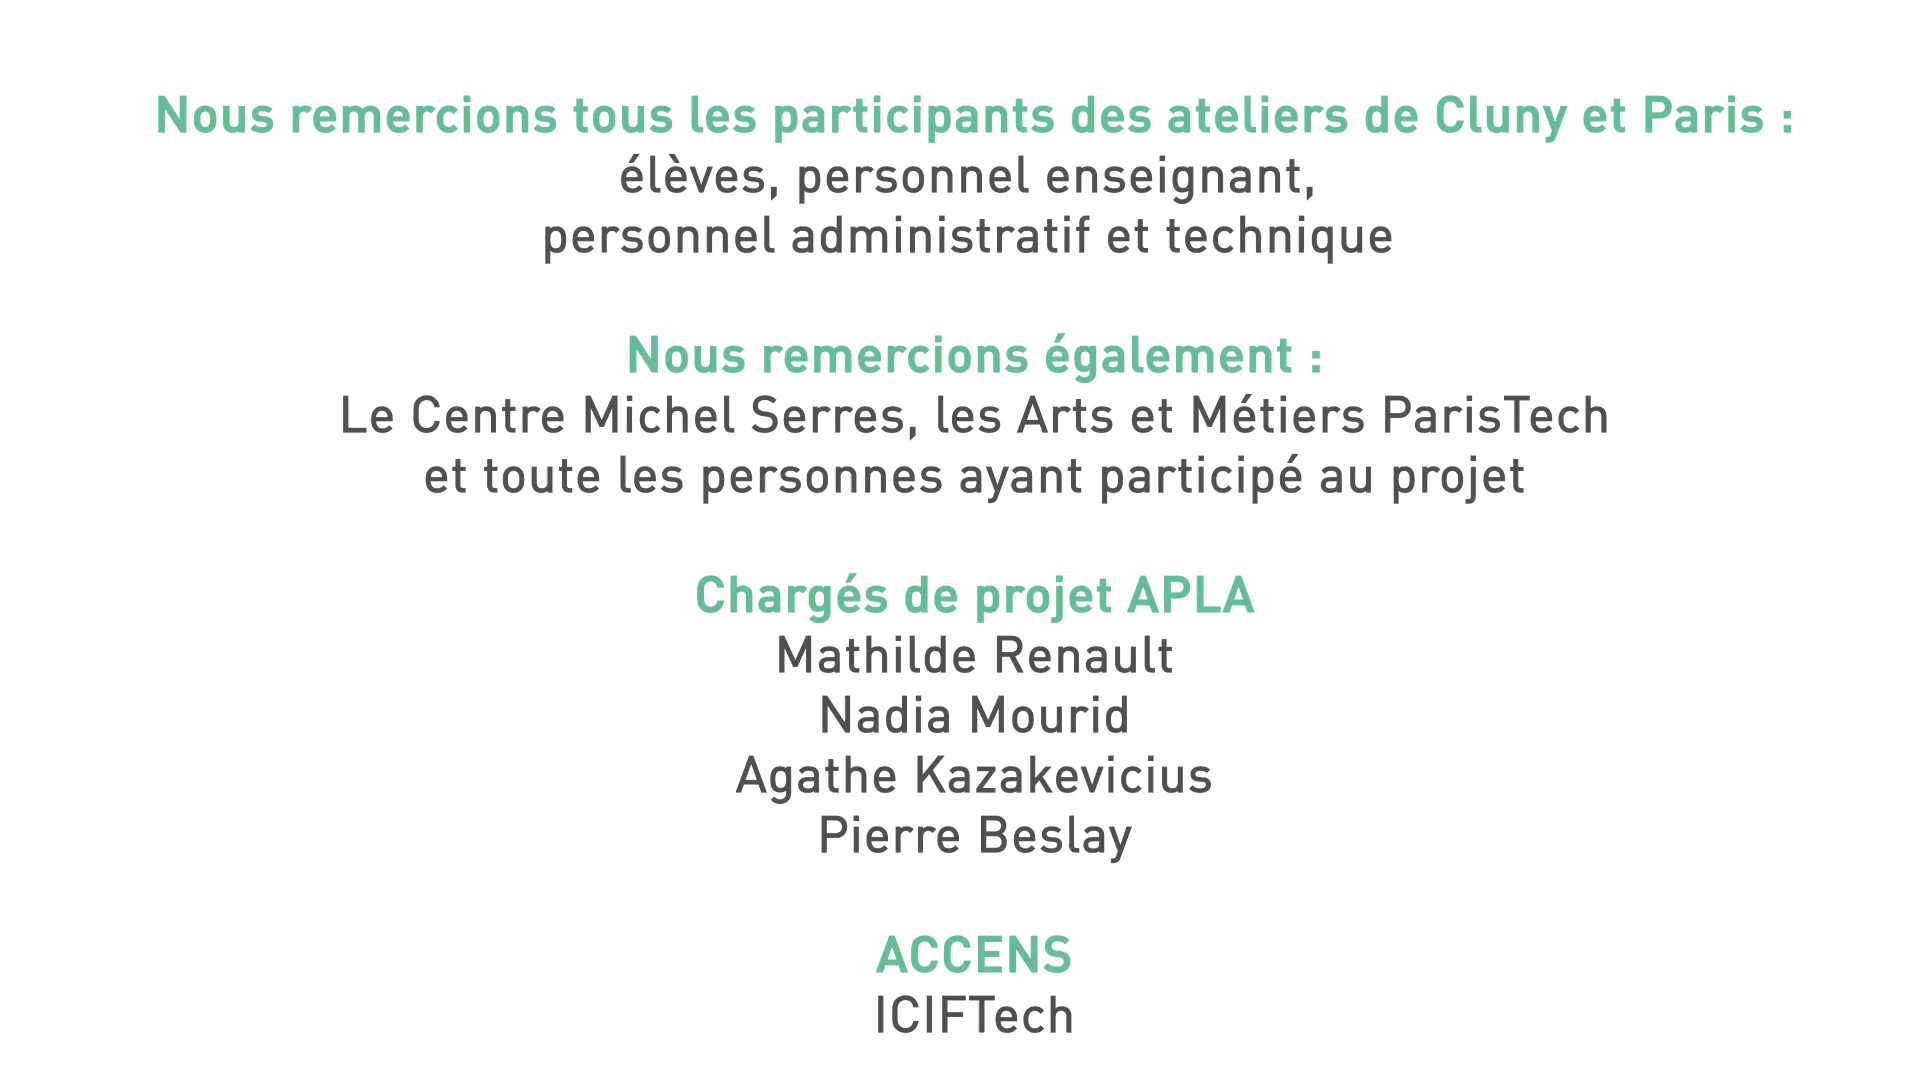 Nous remercions tous les participants des ateliers de Cluny et Paris :
élèves, personnel enseignant,
personnel administratif et technique
Nous remercions également :
Le Centre Michel Serres, les Arts et Métiers ParisTech
et toute les personnes ayant participé au projet
Chargés de projet APLA
Mathilde Renault
Nadia Mourid
Agathe Kazakevicius
Pierre Beslay
ACCENS
ICIFTech